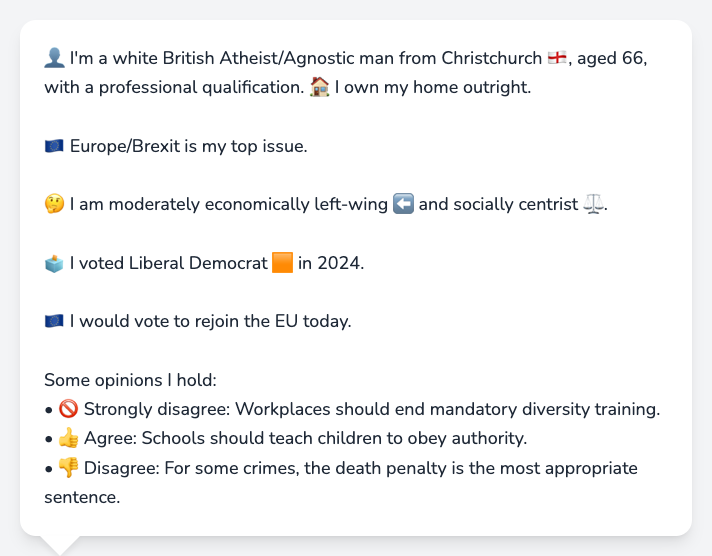 👤 I'm a white British Atheist/Agnostic man from Christchurch 🏴󠁧󠁢󠁥󠁮󠁧󠁿, aged 66,
with a professional qualification. 🏠 I own my home outright.
🇪🇺 Europe/Brexit is my top issue.
🤔 I am moderately economically left-wing ⬅️ and socially centrist ⚖️.
🗳️ I voted Liberal Democrat 🟧 in 2024.
🇪🇺 I would vote to rejoin the EU today.
Some opinions I hold:
• 🚫 Strongly disagree: Workplaces should end mandatory diversity training.
• 👍 Agree: Schools should teach children to obey authority.
• 👎 Disagree: For some crimes, the death penalty is the most appropriate
sentence.